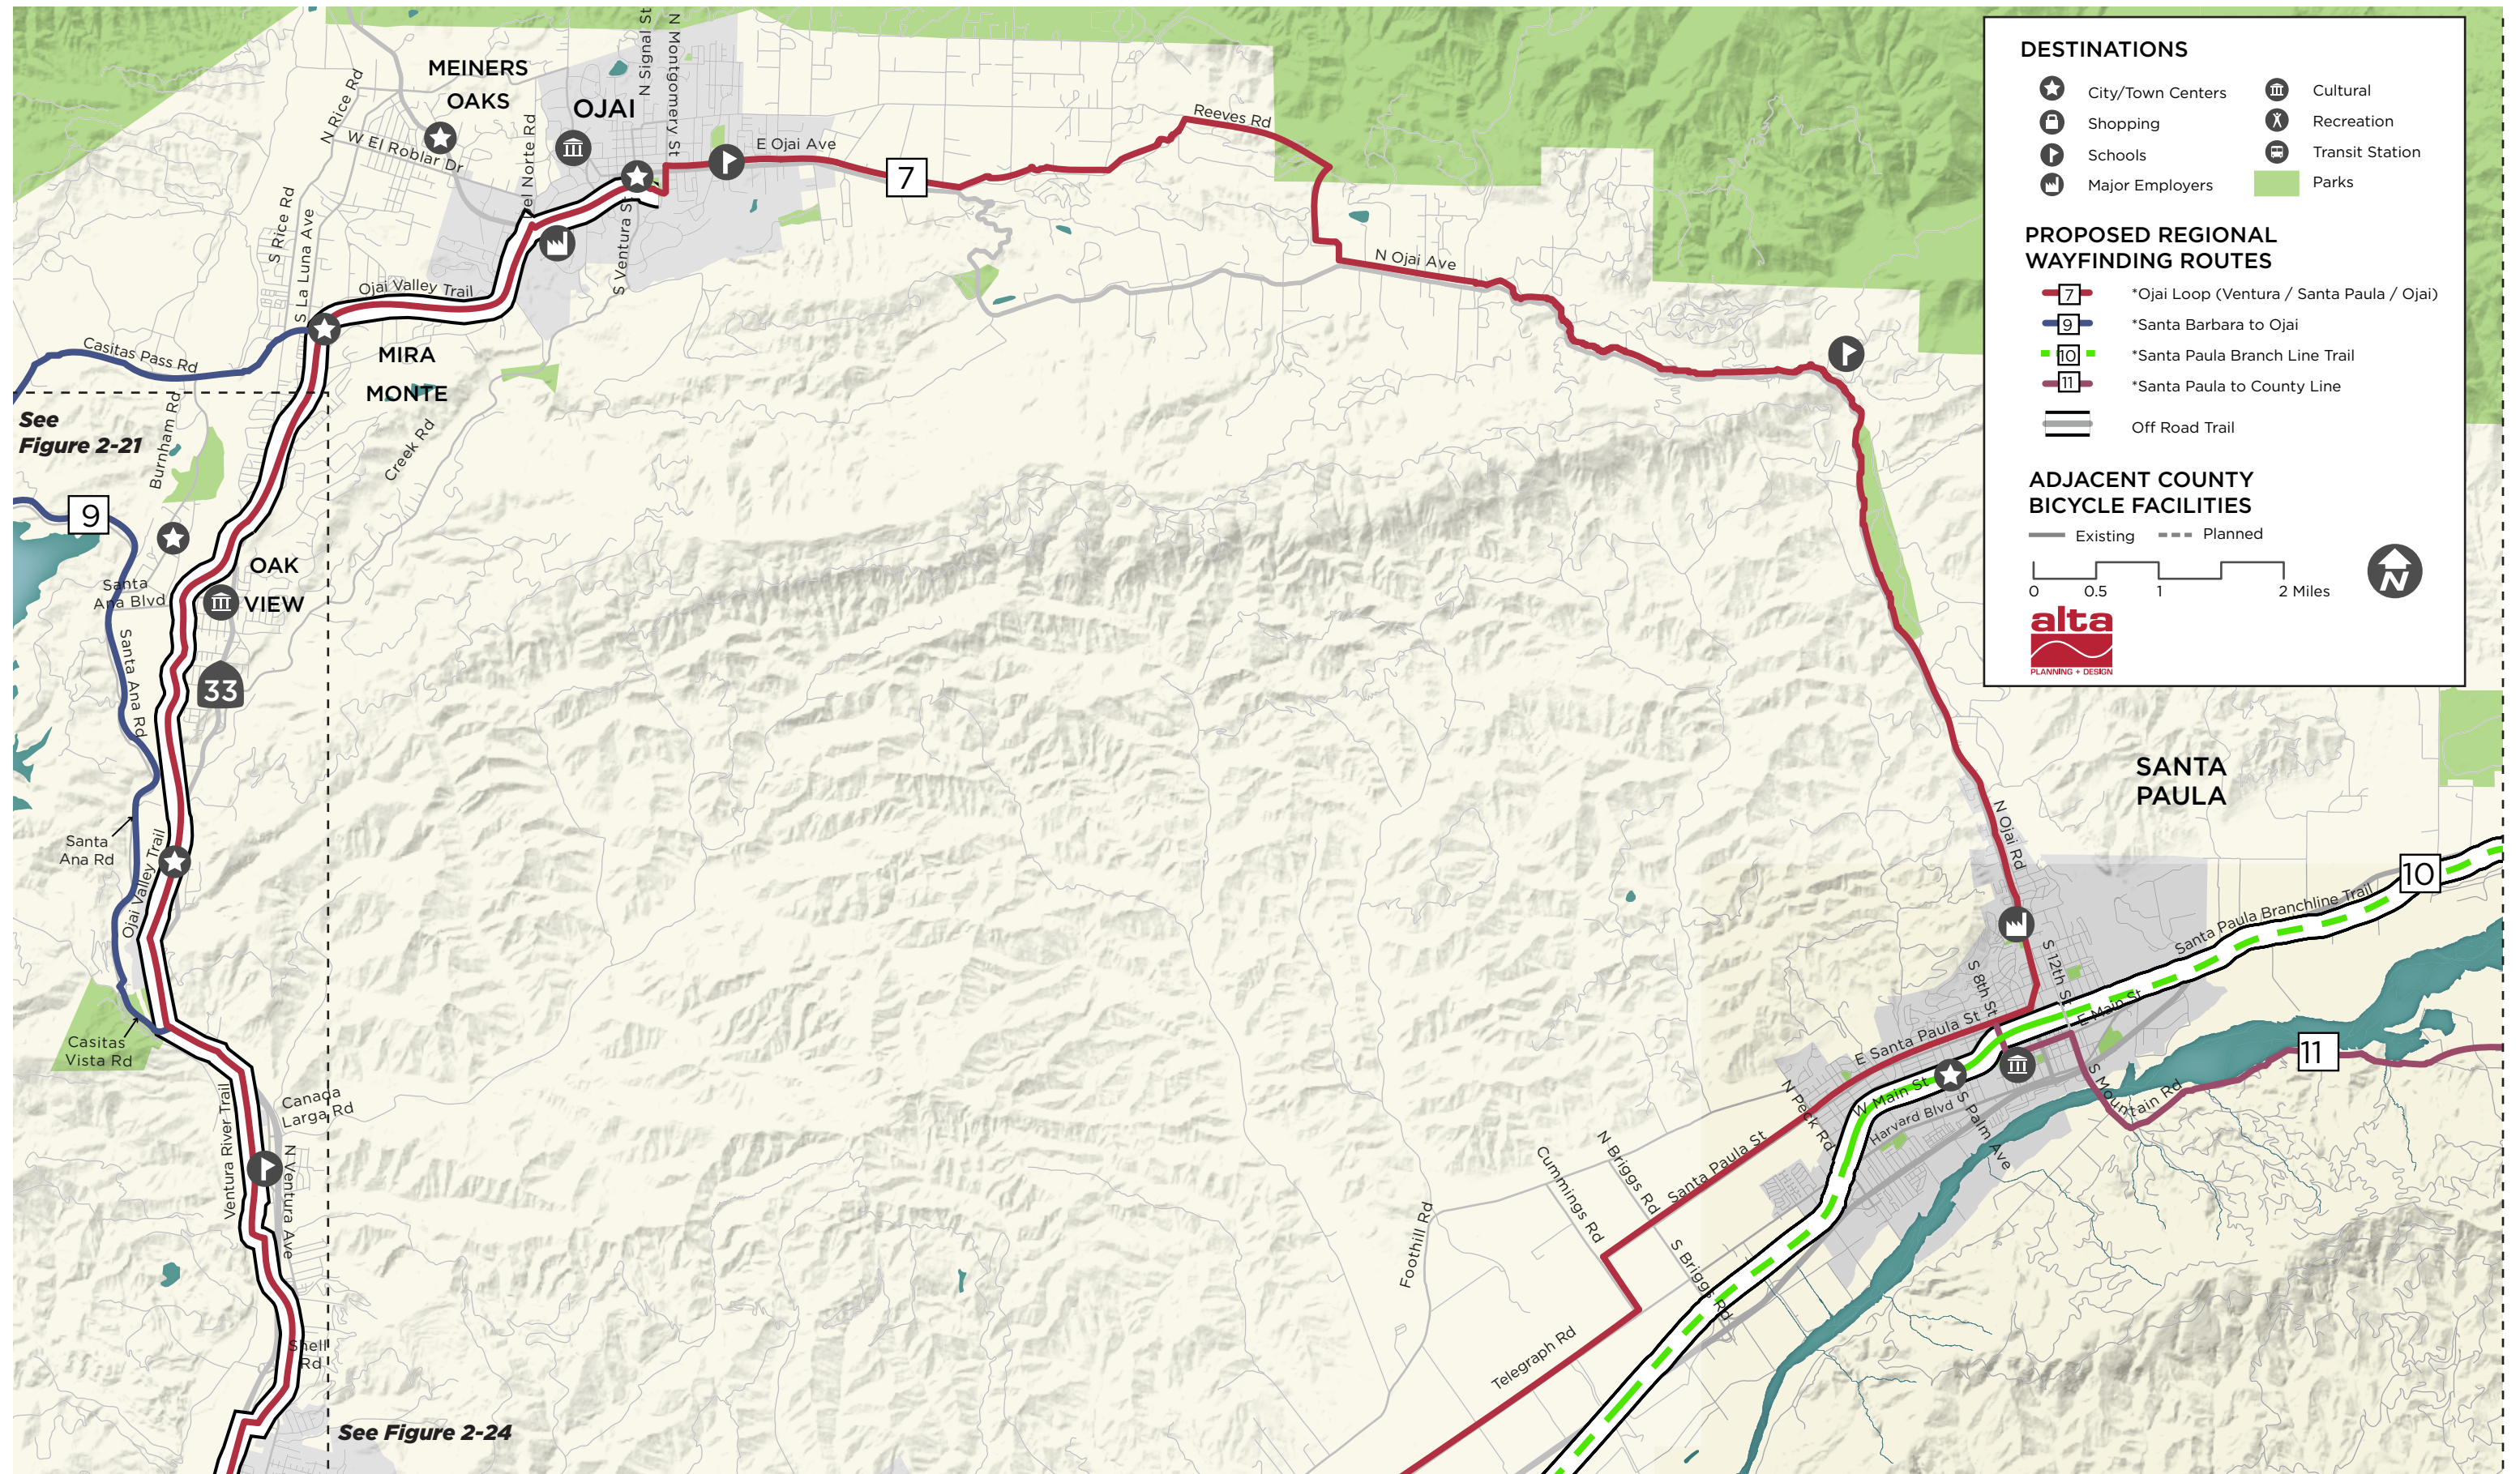 MEINERS
OAKS
OJAI
N Signal St
N Montgomery St
N Rice Rd
W El Roblar Dr
Del Norte Rd
E Ojai Ave
7
Reeves Rd
S Rice Rd
S La Luna Ave
Ojai Valley Trail
S Ventura St
N Ojai Ave
Casitas Pass Rd
MIRA
MONTE
See
Figure 2-21
Burnham Rd
Creek Rd
9
OAK
VIEW
Santa
Ana Blvd
Santa Ana Rd
33
Santa
Ana Rd
Ojai Valley Trail
Casitas
Vista Rd
Canada
Larga Rd
Ventura River Trail
N Ventura Ave
Shell
Rd
See Figure 2-24
SANTA
PAULA
N Ojai Rd
10
Santa Paula Branchline Trail
S 12th St
S 8th St
E Main St
E Santa Paula St
11
W Main St
Harvard Blvd
S Palm Ave
S Mountain Rd
N Peck Rd
Santa Paula St
N Briggs Rd
Cummings Rd
S Briggs Rd
Foothill Rd
Telegraph Rd
DESTINATIONS
City/Town Centers
Shopping
Schools
Major Employers
Cultural
Recreation
Transit Station
Parks
PROPOSED REGIONAL
WAYFINDING ROUTES
7 *Ojai Loop (Ventura / Santa Paula / Ojai)
9 *Santa Barbara to Ojai
10 *Santa Paula Branch Line Trail
11 *Santa Paula to County Line
Off Road Trail
ADJACENT COUNTY
BICYCLE FACILITIES
Existing Planned
0 0.5 1 2 Miles
N
alta
PLANNING + DESIGN